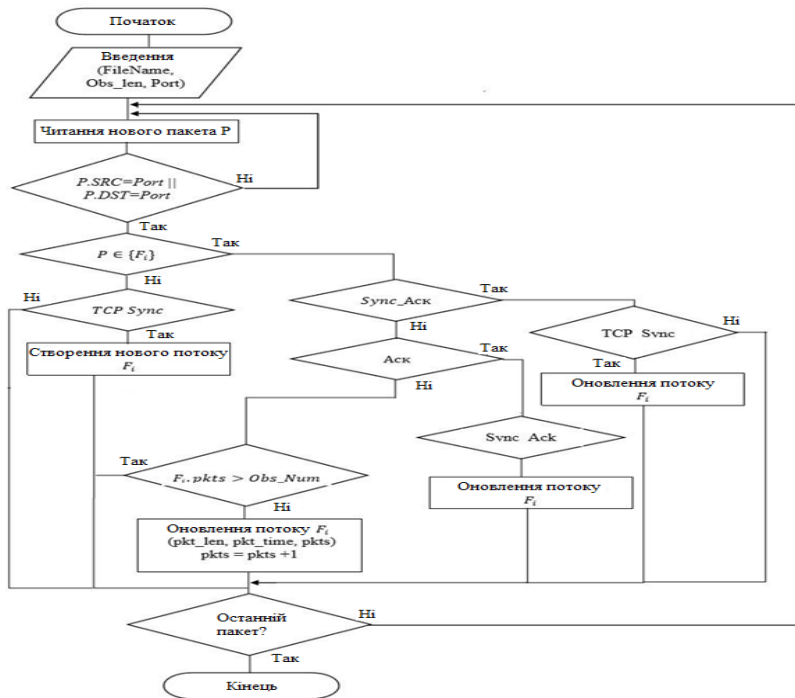 Початок
Введення
(FileName,
Obs_len, Port)
Читання нового пакета P
P.SRC=Port ||
P.DST=Port
Ні
Так
P ∈ {Fᵢ}
Так
Ні
Ні
TCP Sync
Так
Створення нового потоку
Fᵢ
Sync_Аск
Так
Ні
TCP Sync
Ні
Так
Оновлення потоку
Fᵢ
Аск
Так
Ні
Sync Ack
Оновлення потоку
Fᵢ
Так
Fᵢ.pkts > Obs_Num
Ні
Оновлення потоку Fᵢ
(pkt_len, pkt_time, pkts)
pkts = pkts +1
Останній
пакет?
Ні
Так
Кінець